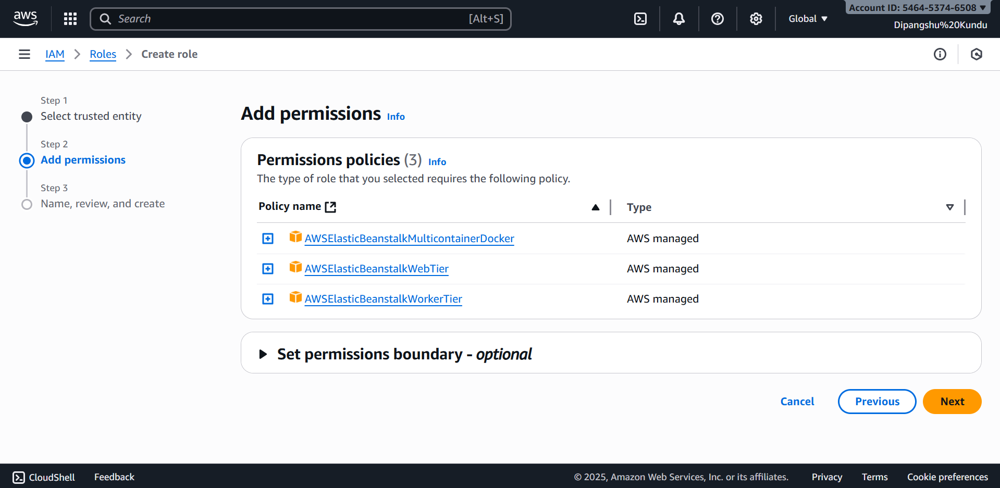 aws
Search [Alt+S]
Global
Account ID: 5464-5374-6508
Dipangshu%20Kundu
IAM
Roles
Create role
Step 1
Select trusted entity
Step 2
Add permissions
Step 3
Name, review, and create
Add permissions Info
Permissions policies (3) Info
The type of role that you selected requires the following policy.
Policy name Type
AWSElasticBeanstalkMulticontainerDocker AWS managed
AWSElasticBeanstalkWebTier AWS managed
AWSElasticBeanstalkWorkerTier AWS managed
Set permissions boundary - optional
Cancel Previous Next
CloudShell Feedback © 2025, Amazon Web Services, Inc. or its affiliates. Privacy Terms Cookie preferences